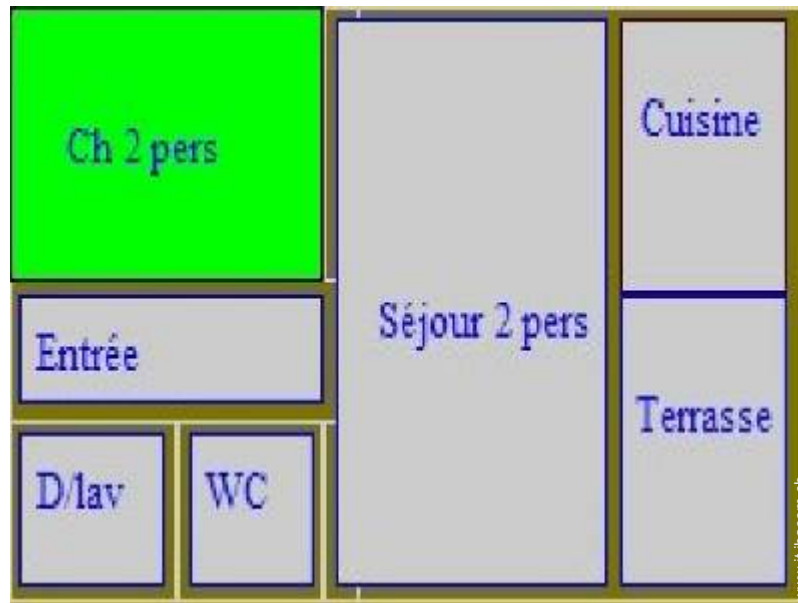 Ch 2 pers
Cuisine
Séjour 2 pers
Entrée
Terrasse
D/lav
WC